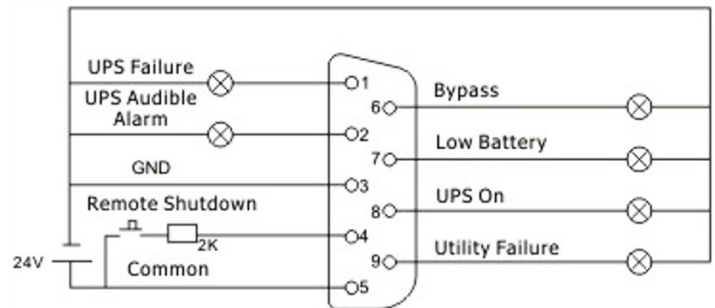 UPS Failure
UPS Audible
Alarm
GND
Remote Shutdown
2K
24V
Common
1
2
3
4
5
6
7
8
9
Bypass
Low Battery
UPS On
Utility Failure